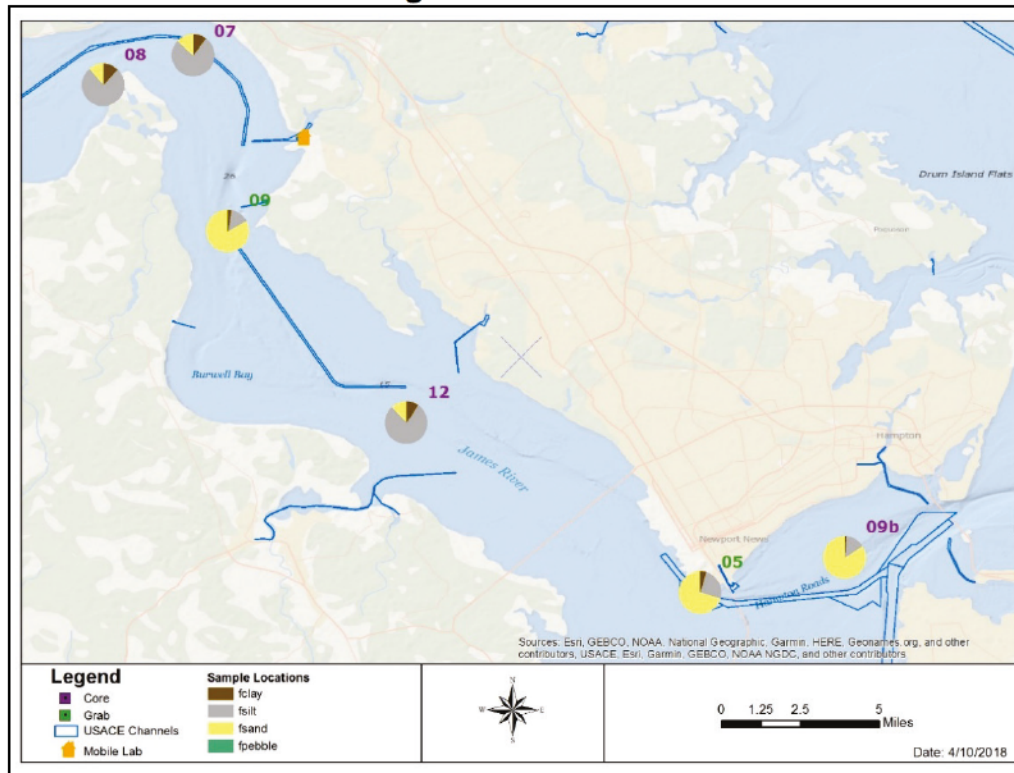 07
08
26
Drum Island Flats
09
Burwell Bay
15
12
James River
Hampton
09b
Newport News
05
Hampton Roads
Sources: Esri, GEBCO, NOAA, National Geographic, Garmin, HERE, Geonames.org, and other
contributors, USACE, Esri, Garmin, GEBCO, NOAA NGDC, and other contributors
Legend
Core
Grab
USACE Channels
Mobile Lab
Sample Locations
fclay
fsilt
fsand
fpebble
N
E
S
W
0 1.25 2.5 5
Miles
Date: 4/10/2018